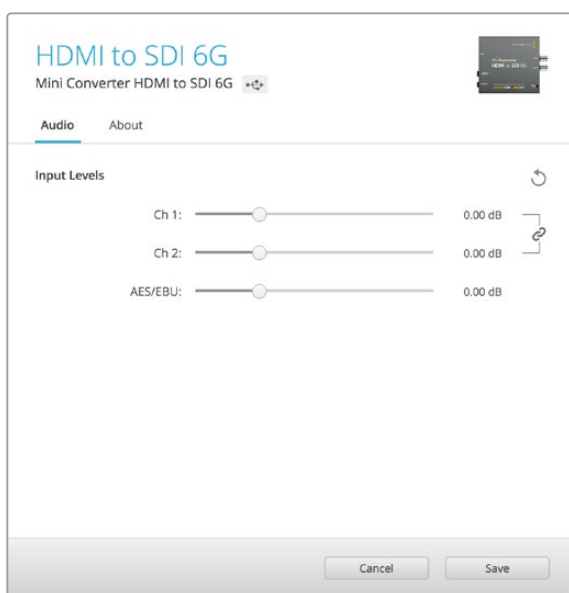 HDMI to SDI 6G
Mini Converter HDMI to SDI 6G
Audio About
Input Levels
Ch 1: 0.00 dB
Ch 2: 0.00 dB
AES/EBU: 0.00 dB
Cancel Save